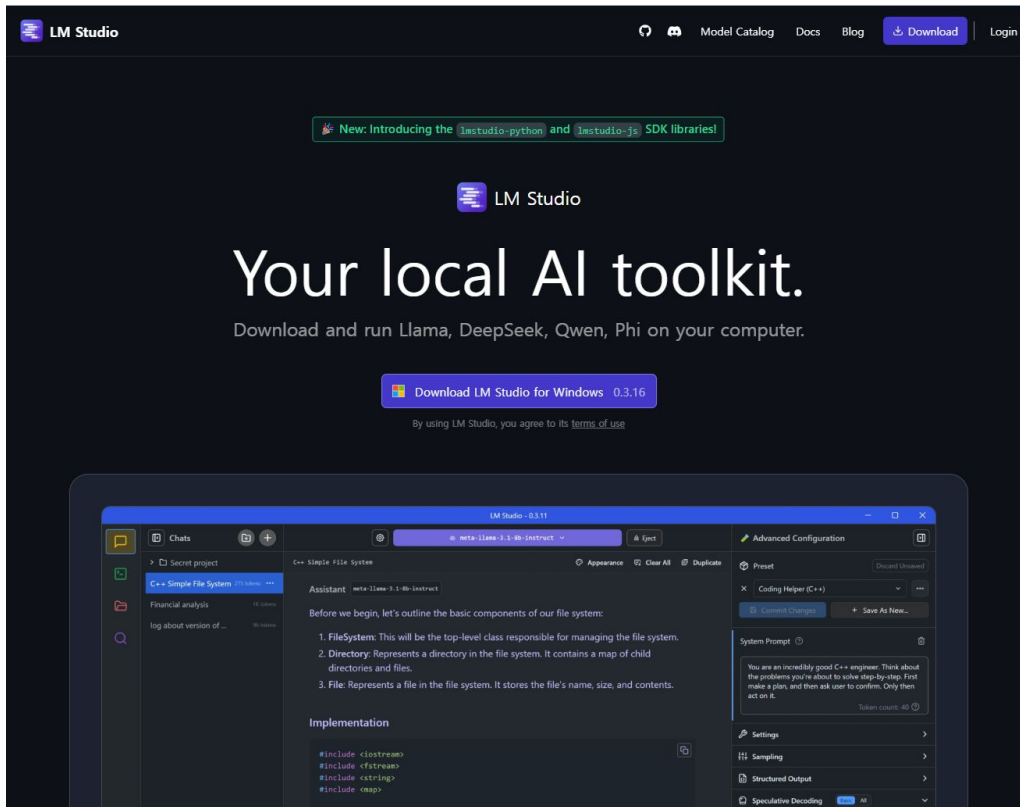 LM Studio
Model Catalog Docs Blog Download Login
New: Introducing the lmstudio-python and lmstudio-js SDK libraries!
LM Studio
Your local AI toolkit.
Download and run Llama, DeepSeek, Qwen, Phi on your computer.
Download LM Studio for Windows 0.3.16
By using LM Studio, you agree to its terms of use
LM Studio - 0.3.11
Chats
Secret project
C++ Simple File System 275 tokens
Financial analysis 1K tokens
log about version of ...
meta-llama-3.1-8b-instruct
Eject
C++ Simple File System
Appearance Clear All Duplicate
Assistant meta-llama-3.1-8b-instruct
Before we begin, let's outline the basic components of our file system:
1. FileSystem: This will be the top-level class responsible for managing the file system.
2. Directory: Represents a directory in the file system. It contains a map of child
directories and files.
3. File: Represents a file in the file system. It stores the file's name, size, and contents.
Implementation
#include <iostream>
#include <fstream>
#include <string>
#include <map>
Advanced Configuration
Preset Discard Unsaved
Coding Helper (C++)
Commit Changes + Save As New...
System Prompt
You are an incredibly good C++ engineer. Think about
the problems you're about to solve step-by-step. First
make a plan, and then ask user to confirm. Only then
act on it.
Token count: 40
Settings
Sampling
Structured Output
Speculative Decoding All